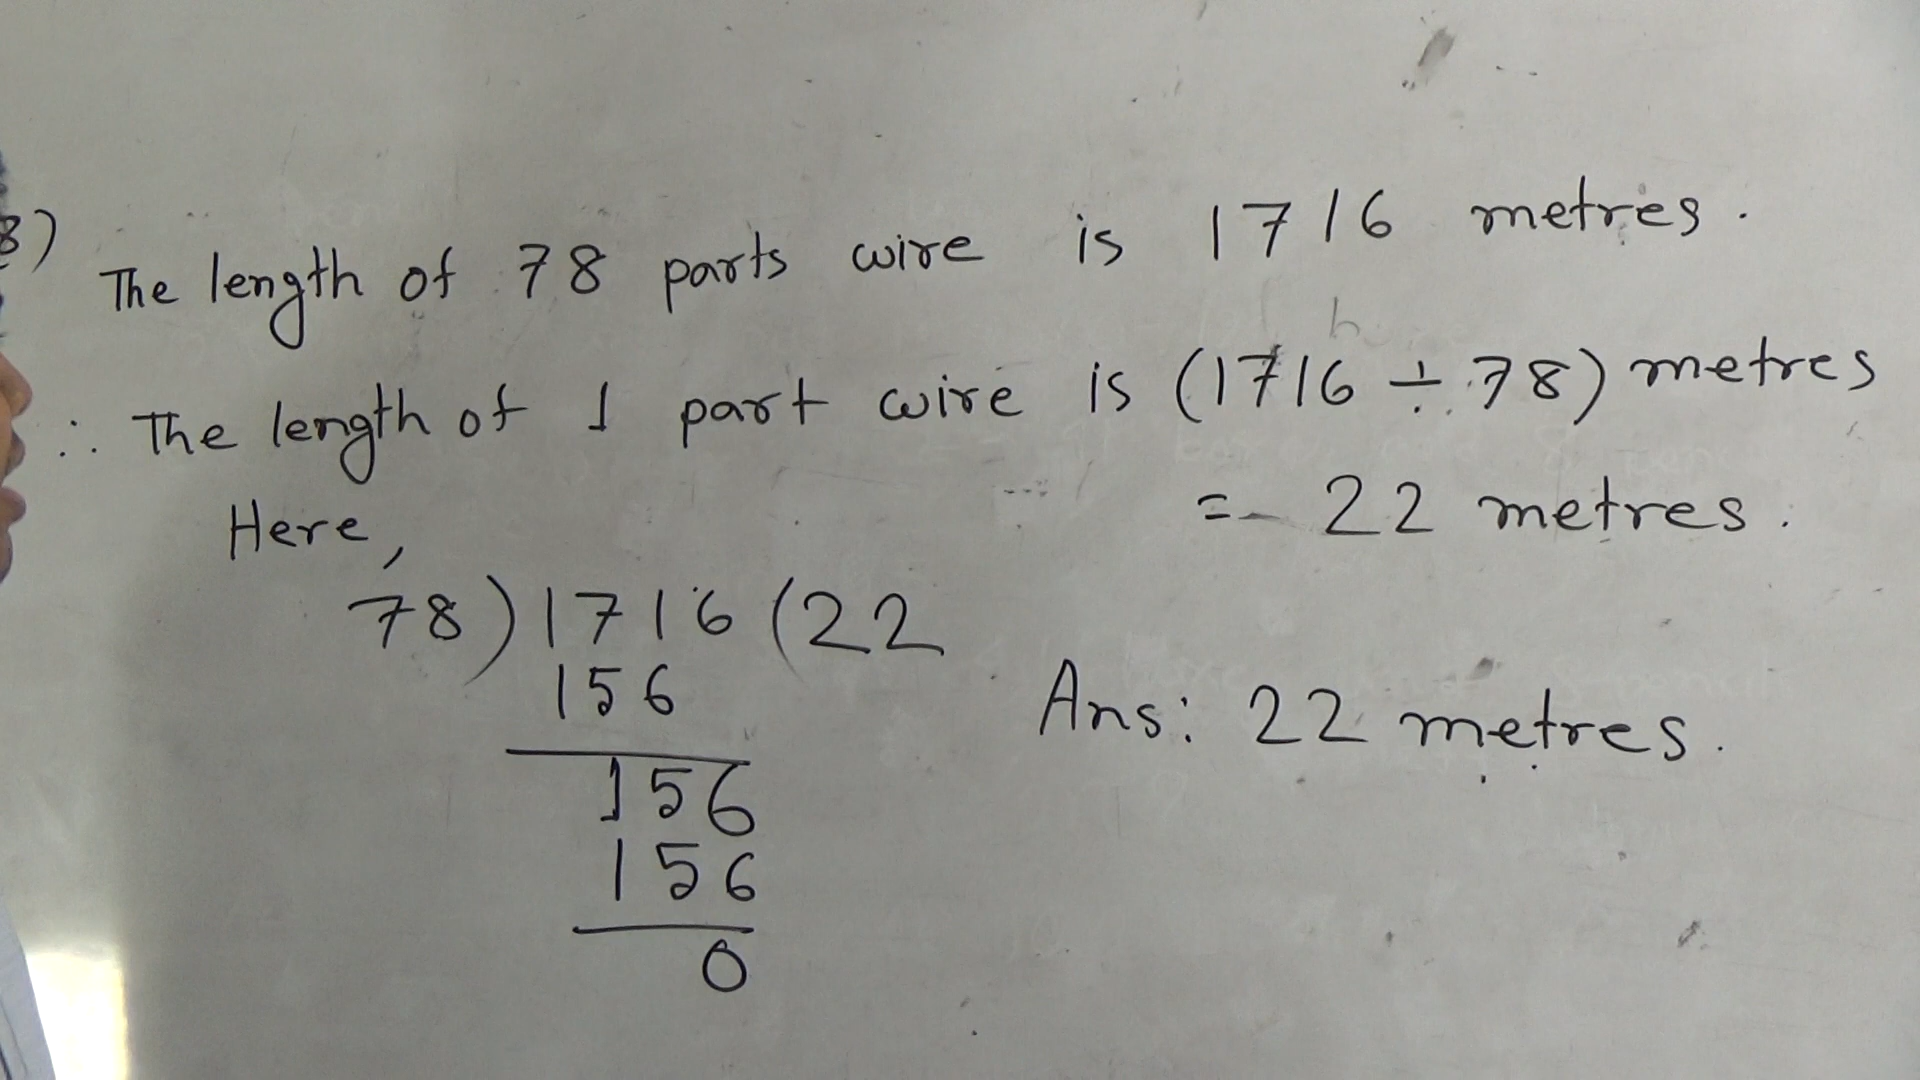 8) The length of 78 parts wire is 1716 metres.
∴ The length of 1 part wire is (1716 ÷ 78) metres
= 22 metres.
Here,
78) 1716 (22
156
156
156
0
Ans: 22 metres.